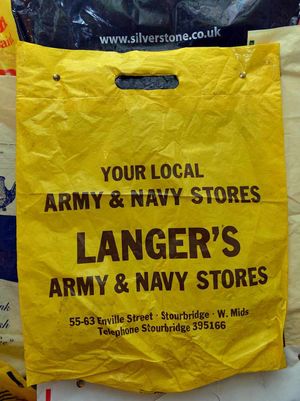 www.silverstone.co.uk
YOUR LOCAL
ARMY & NAVY STORES
LANGER'S
ARMY & NAVY STORES
55-63 Enville Street · Stourbridge · W. Mids
Telephone Stourbridge 395166